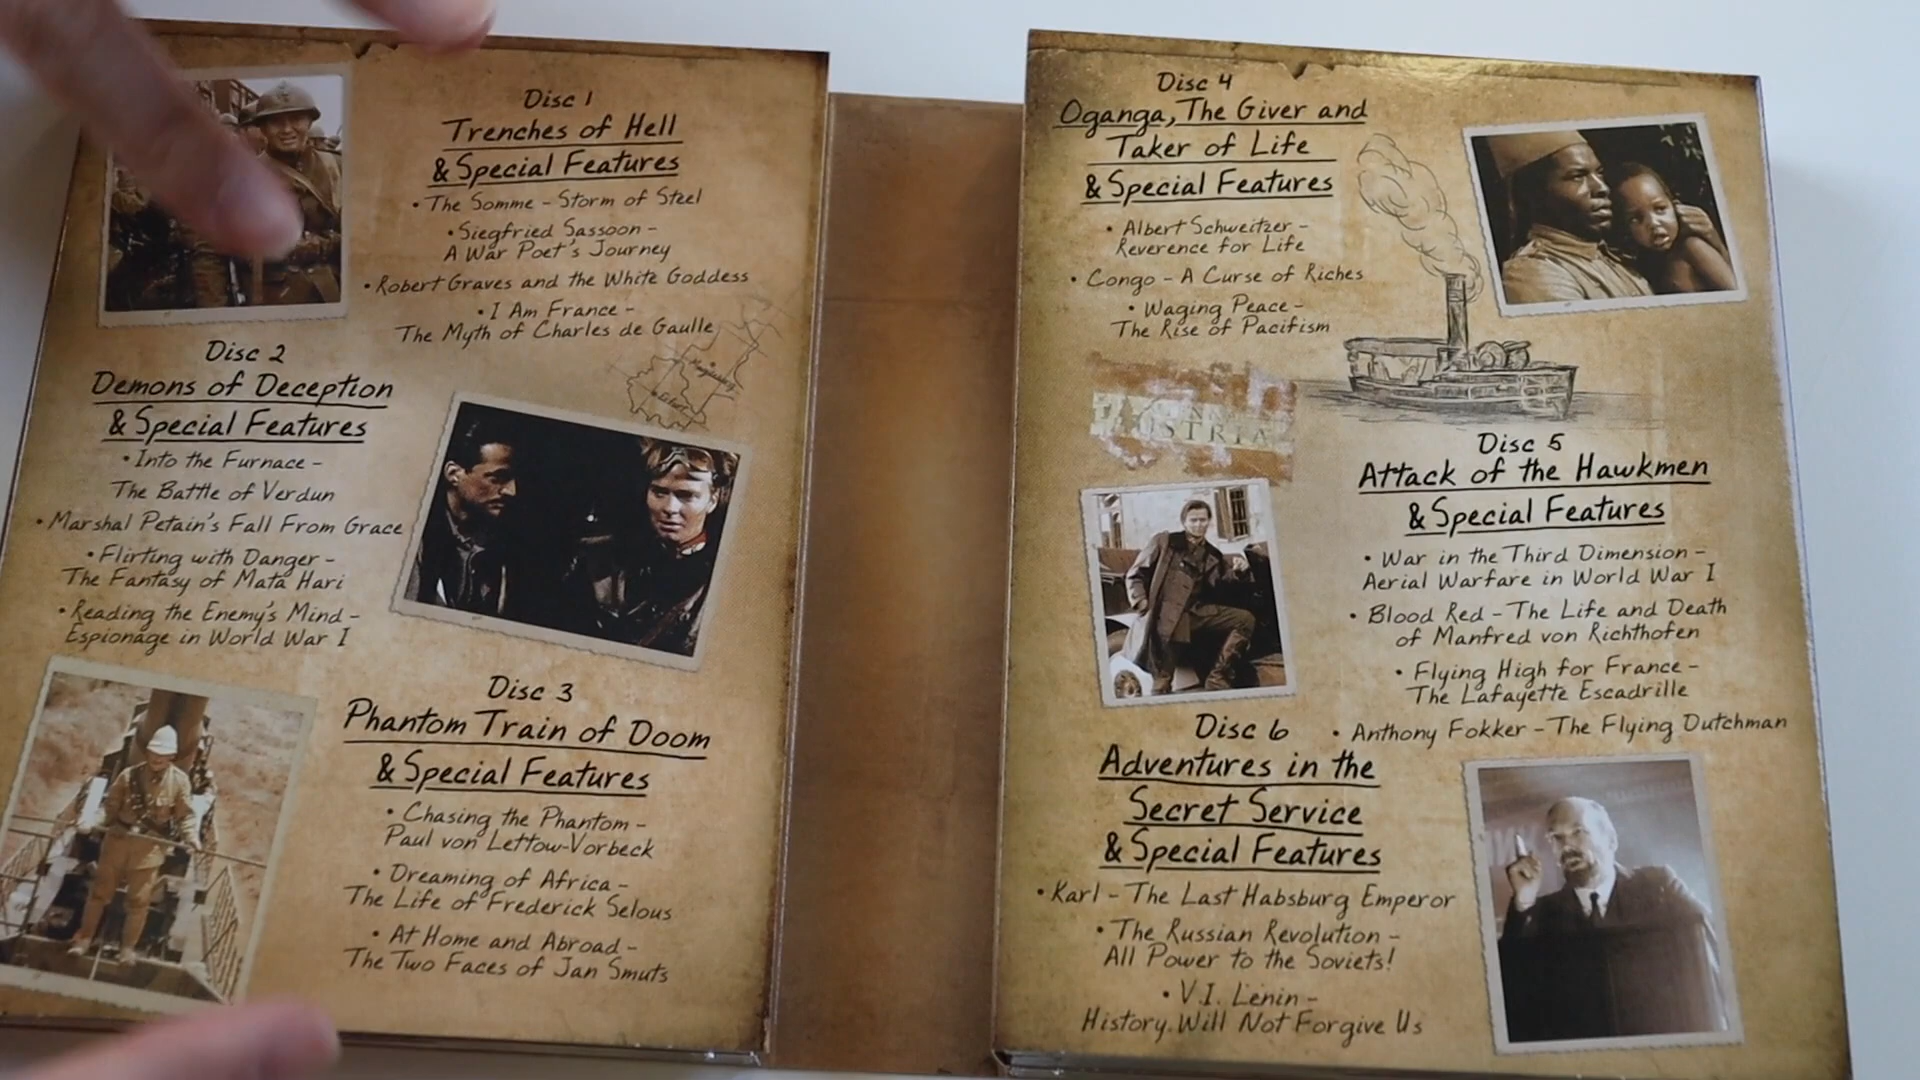 Disc 1
Trenches of Hell
& Special Features
• The Somme - Storm of Steel
• Siegfried Sassoon -
A War Poet's Journey
• Robert Graves and the White Goddess
• I Am France -
The Myth of Charles de Gaulle
Disc 2
Demons of Deception
& Special Features
• Into the Furnace -
The Battle of Verdun
• Marshal Petain's Fall From Grace
• Flirting with Danger -
The Fantasy of Mata Hari
• Reading the Enemy's Mind -
Espionage in World War I
Disc 3
Phantom Train of Doom
& Special Features
• Chasing the Phantom -
Paul von Lettow-Vorbeck
• Dreaming of Africa -
The Life of Frederick Selous
• At Home and Abroad -
The Two Faces of Jan Smuts
Disc 4
Oganga, The Giver and
Taker of Life
& Special Features
• Albert Schweitzer -
Reverence for Life
• Congo - A Curse of Riches
• Waging Peace -
The Rise of Pacifism
Disc 5
Attack of the Hawkmen
& Special Features
• War in the Third Dimension -
Aerial Warfare in World War I
• Blood Red - The Life and Death
of Manfred von Richthofen
• Flying High for France -
The Lafayette Escadrille
• Anthony Fokker - The Flying Dutchman
Disc 6
Adventures in the
Secret Service
& Special Features
• Karl - The Last Habsburg Emperor
• The Russian Revolution -
All Power to the Soviets!
• V.I. Lenin -
History Will Not Forgive Us